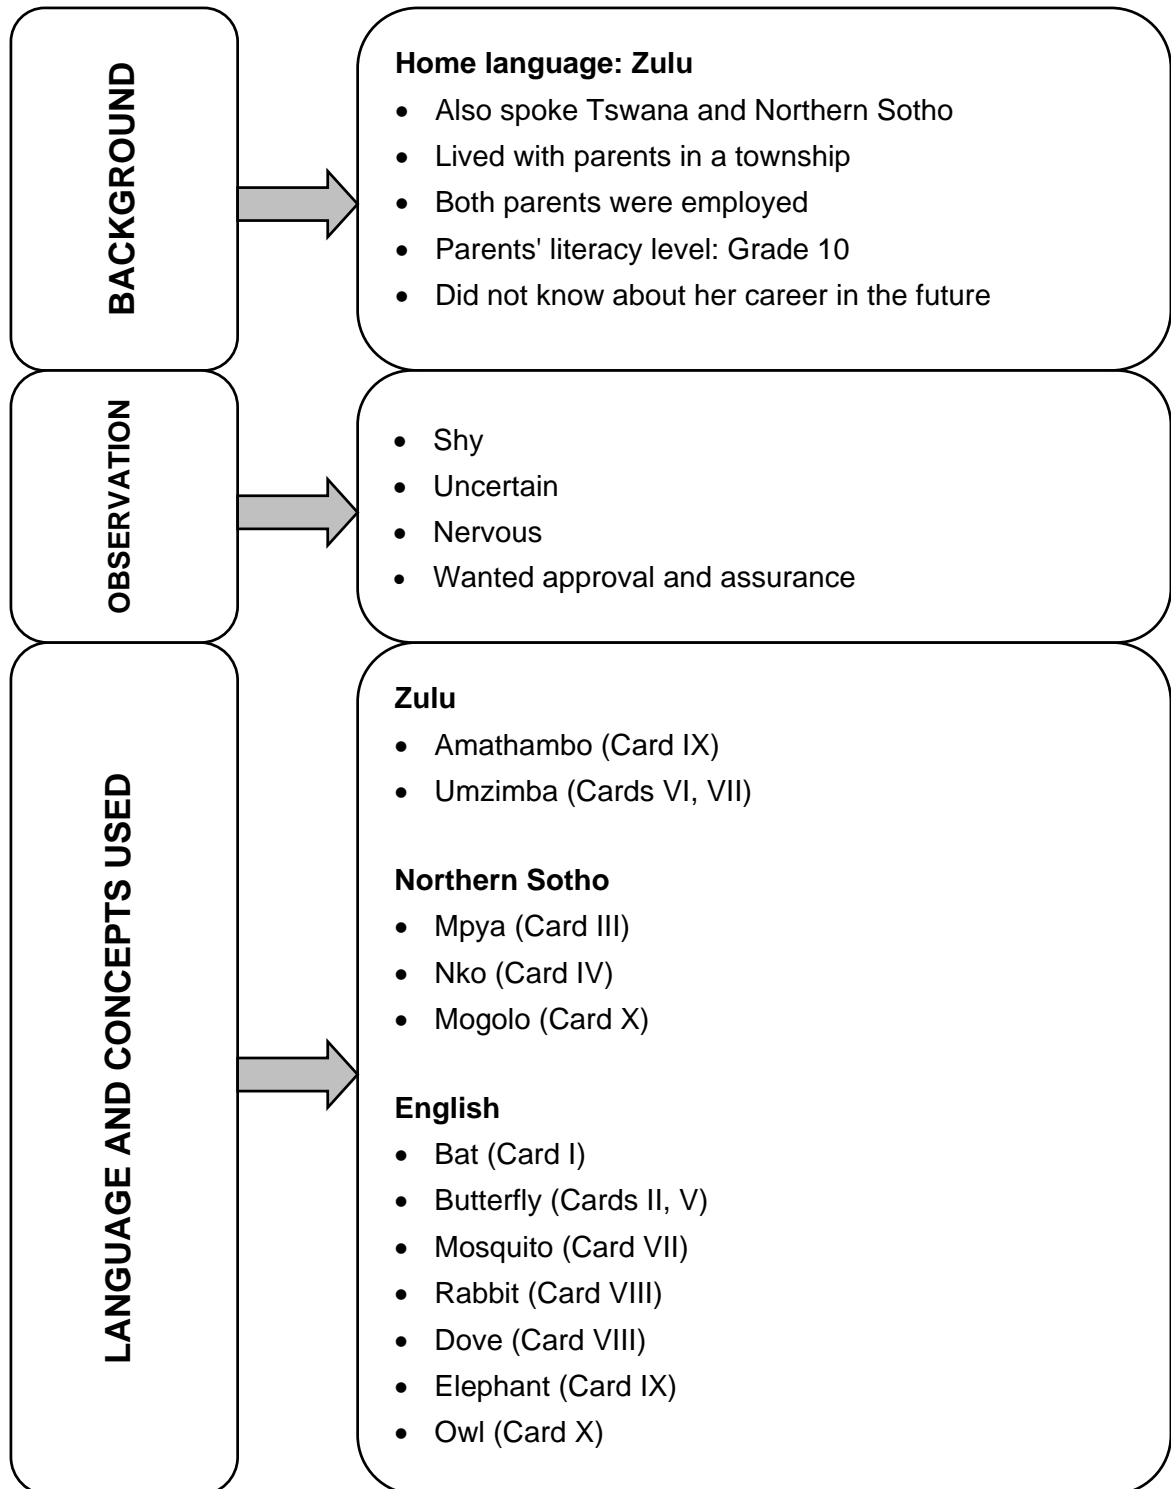 BACKGROUND
Home language: Zulu
• Also spoke Tswana and Northern Sotho
• Lived with parents in a township
• Both parents were employed
• Parents' literacy level: Grade 10
• Did not know about her career in the future
OBSERVATION
• Shy
• Uncertain
• Nervous
• Wanted approval and assurance
LANGUAGE AND CONCEPTS USED
Zulu
• Amathambo (Card IX)
• Umzimba (Cards VI, VII)
Northern Sotho
• Mpya (Card III)
• Nko (Card IV)
• Mogolo (Card X)
English
• Bat (Card I)
• Butterfly (Cards II, V)
• Mosquito (Card VII)
• Rabbit (Card VIII)
• Dove (Card VIII)
• Elephant (Card IX)
• Owl (Card X)